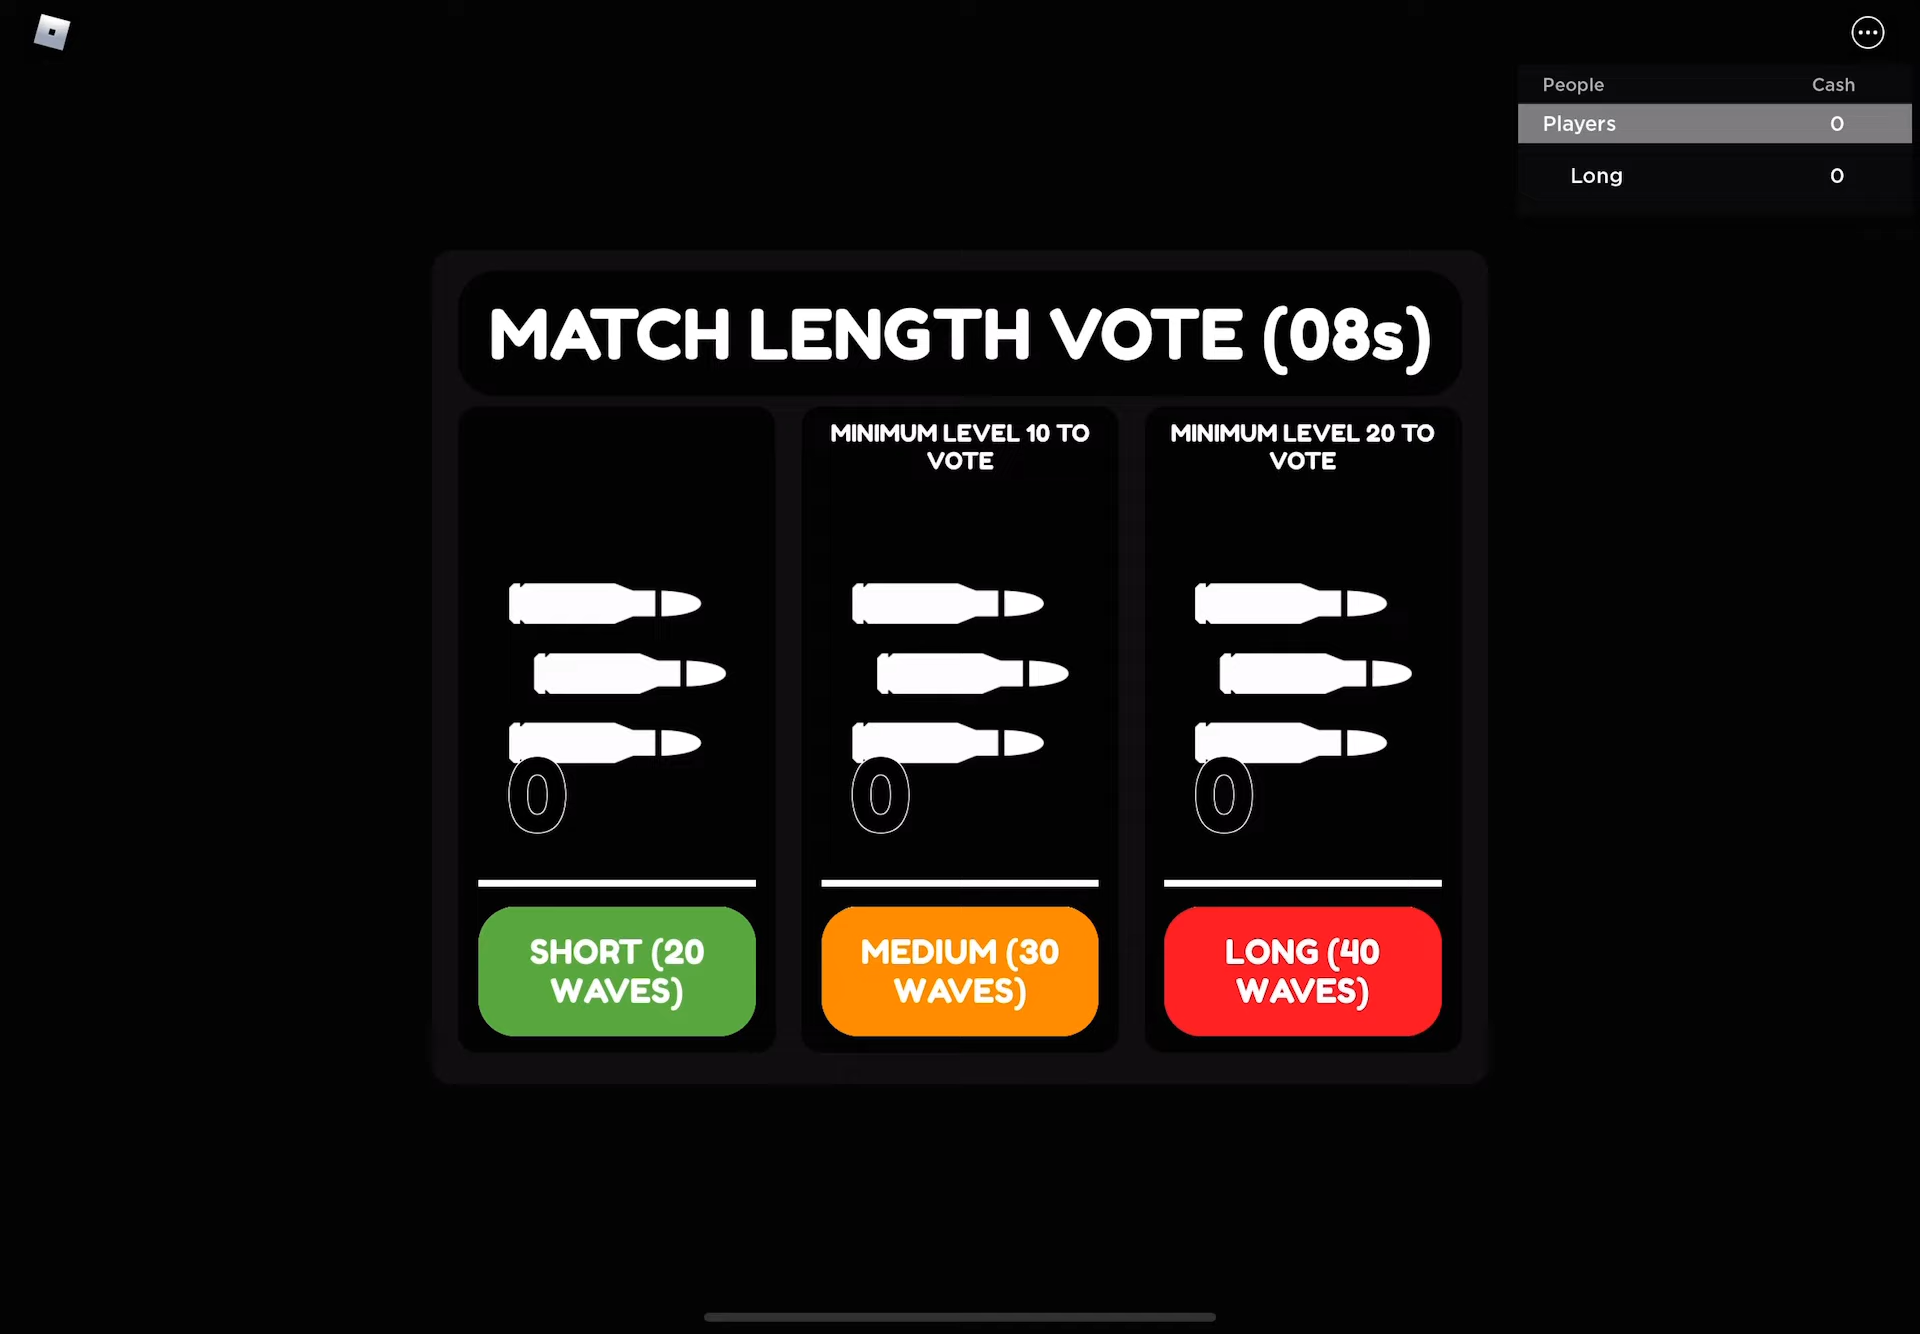 People Cash
Players 0
Long 0
MATCH LENGTH VOTE (08s)
MINIMUM LEVEL 10 TO
VOTE
MINIMUM LEVEL 20 TO
VOTE
0
0
0
SHORT (20
WAVES)
MEDIUM (30
WAVES)
LONG (40
WAVES)